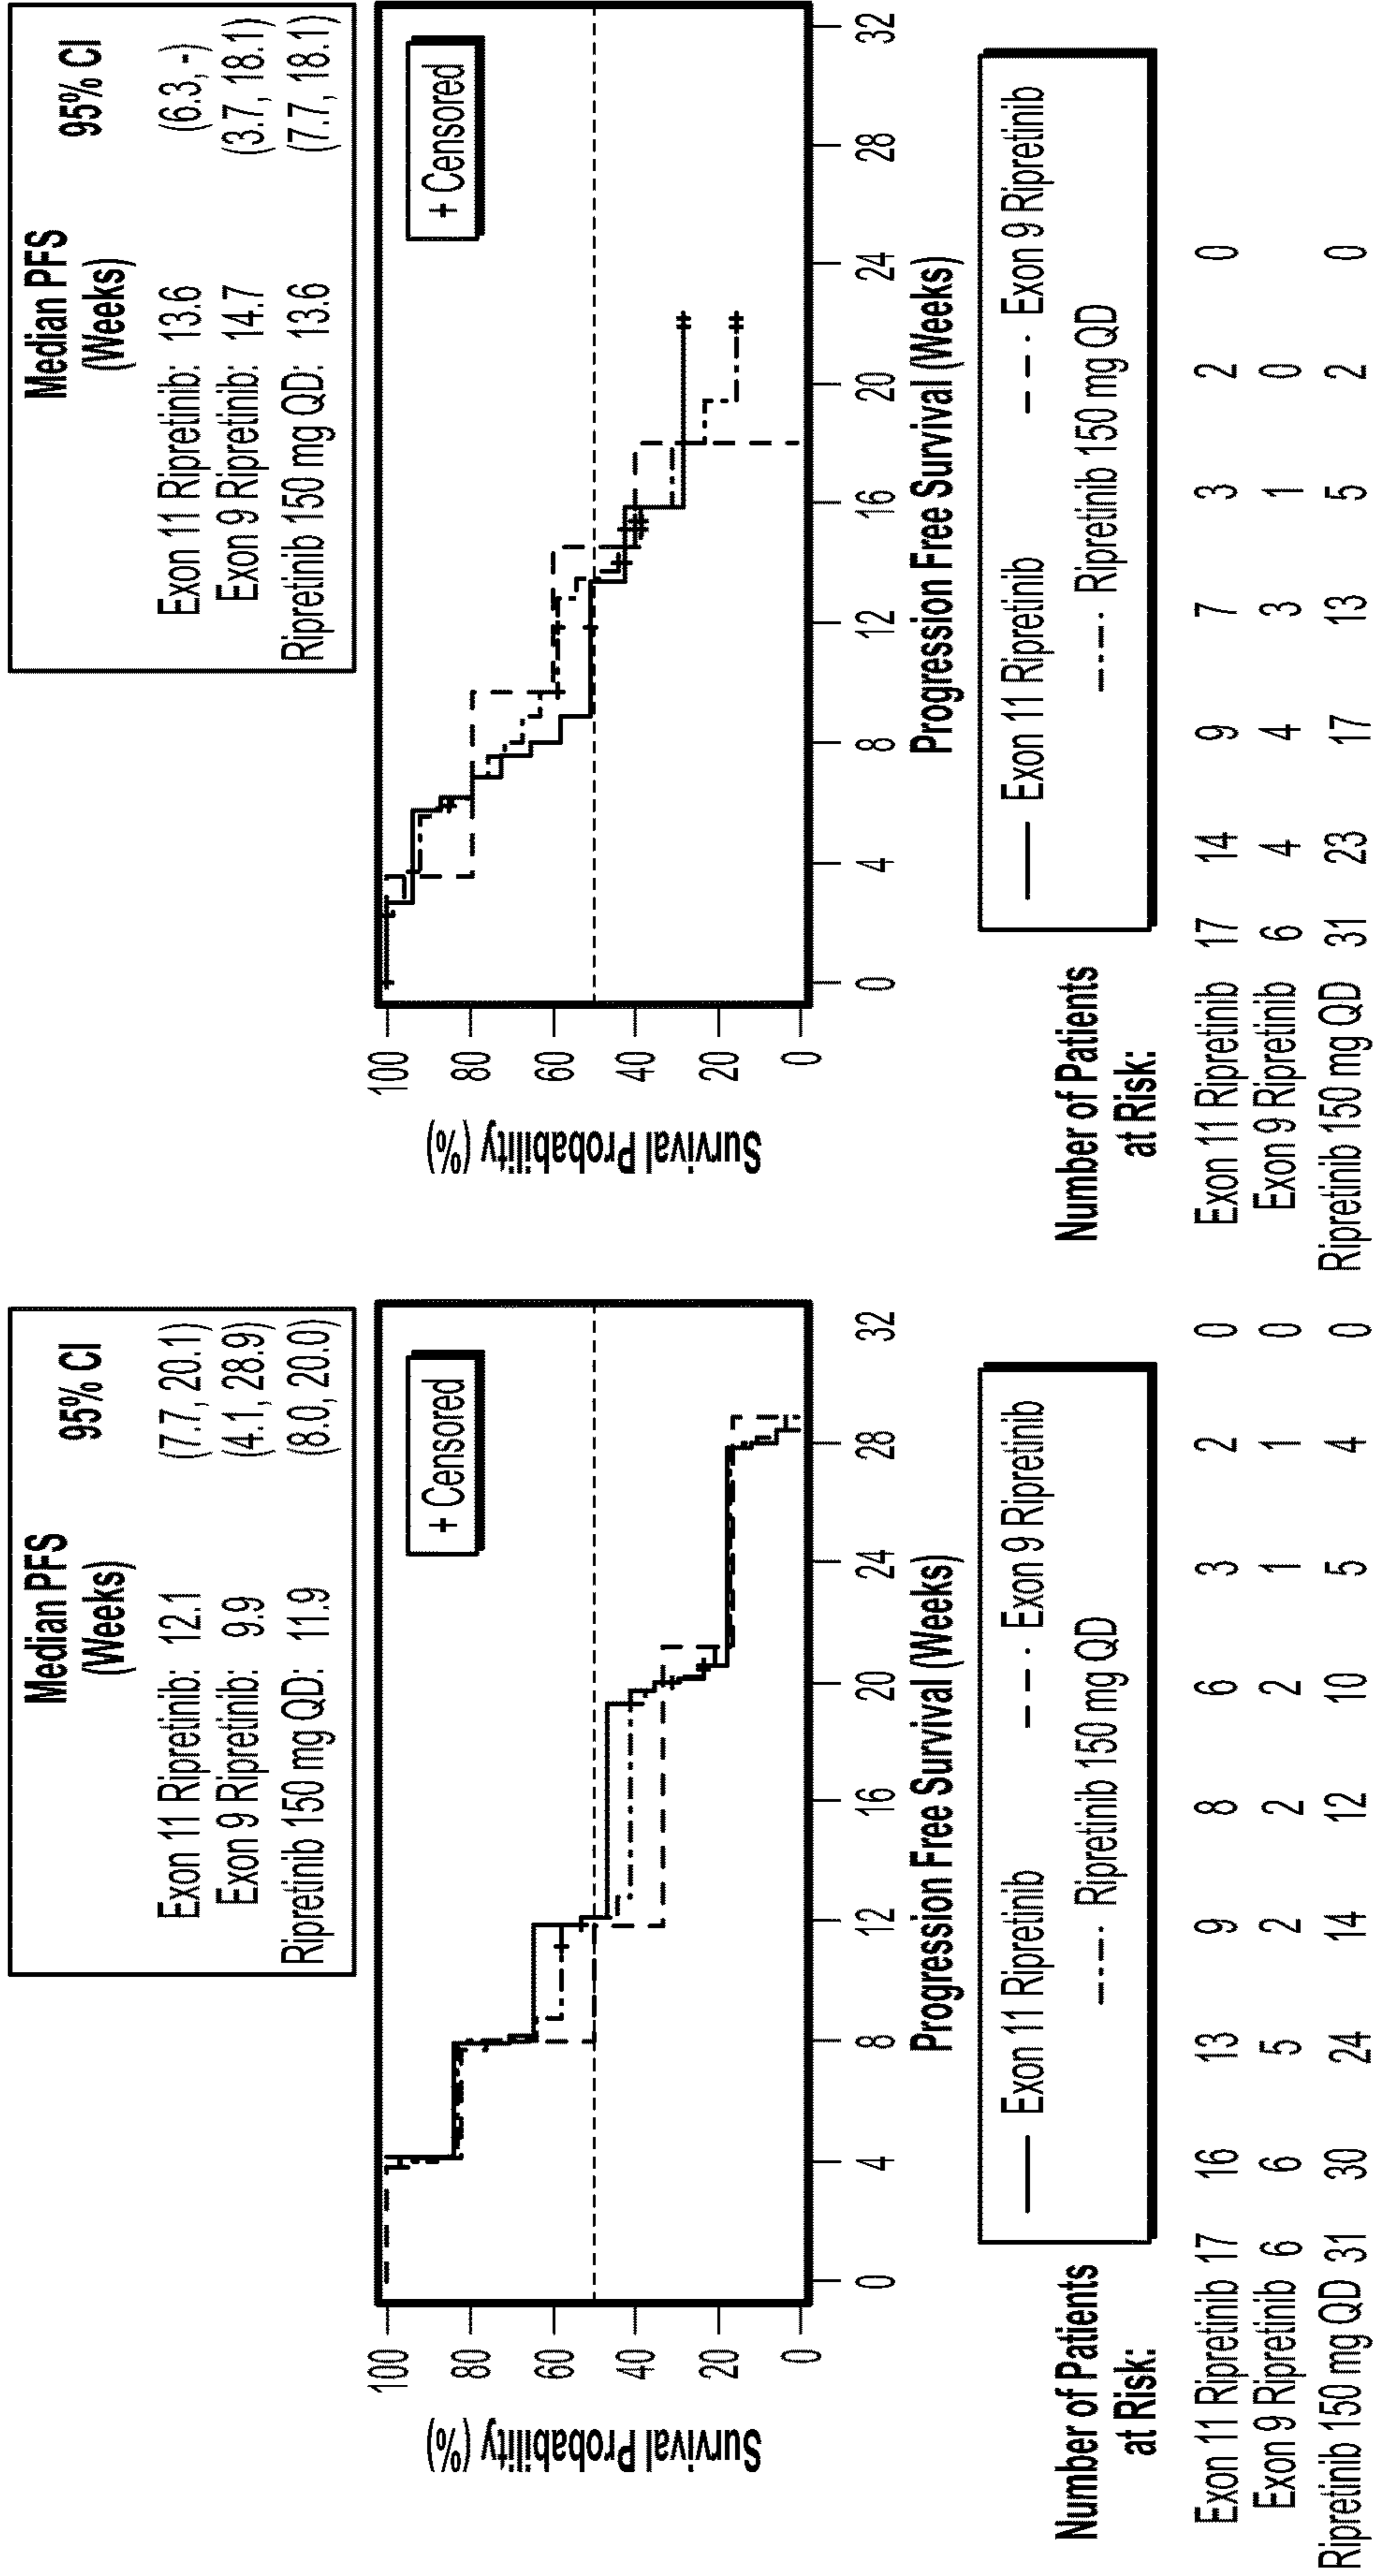 Median PFS
(Weeks)
95% CI
Exon 11 Ripretinib: 12.1 (7.7, 20.1)
Exon 9 Ripretinib: 9.9 (4.1, 28.9)
Ripretinib 150 mg QD: 11.9 (8.0, 20.0)
+ Censored
Survival Probability (%)
100
80
60
40
20
0
0 4 8 12 16 20 24 28 32
Progression Free Survival (Weeks)
Exon 11 Ripretinib
Exon 9 Ripretinib
Ripretinib 150 mg QD
Number of Patients
at Risk:
Exon 11 Ripretinib 17 16 13 9 8 6 3 2 0
Exon 9 Ripretinib 6 6 5 2 2 2 1 1 0
Ripretinib 150 mg QD 31 30 24 14 12 10 5 4 0
Median PFS
(Weeks)
95% CI
Exon 11 Ripretinib: 13.6 (6.3, -)
Exon 9 Ripretinib: 14.7 (3.7, 18.1)
Ripretinib 150 mg QD: 13.6 (7.7, 18.1)
+ Censored
Survival Probability (%)
100
80
60
40
20
0
0 4 8 12 16 20 24 28 32
Progression Free Survival (Weeks)
Exon 11 Ripretinib
Exon 9 Ripretinib
Ripretinib 150 mg QD
Number of Patients
at Risk:
Exon 11 Ripretinib 17 14 9 7 3 2 0
Exon 9 Ripretinib 6 4 4 3 1 0
Ripretinib 150 mg QD 31 23 17 13 5 2 0